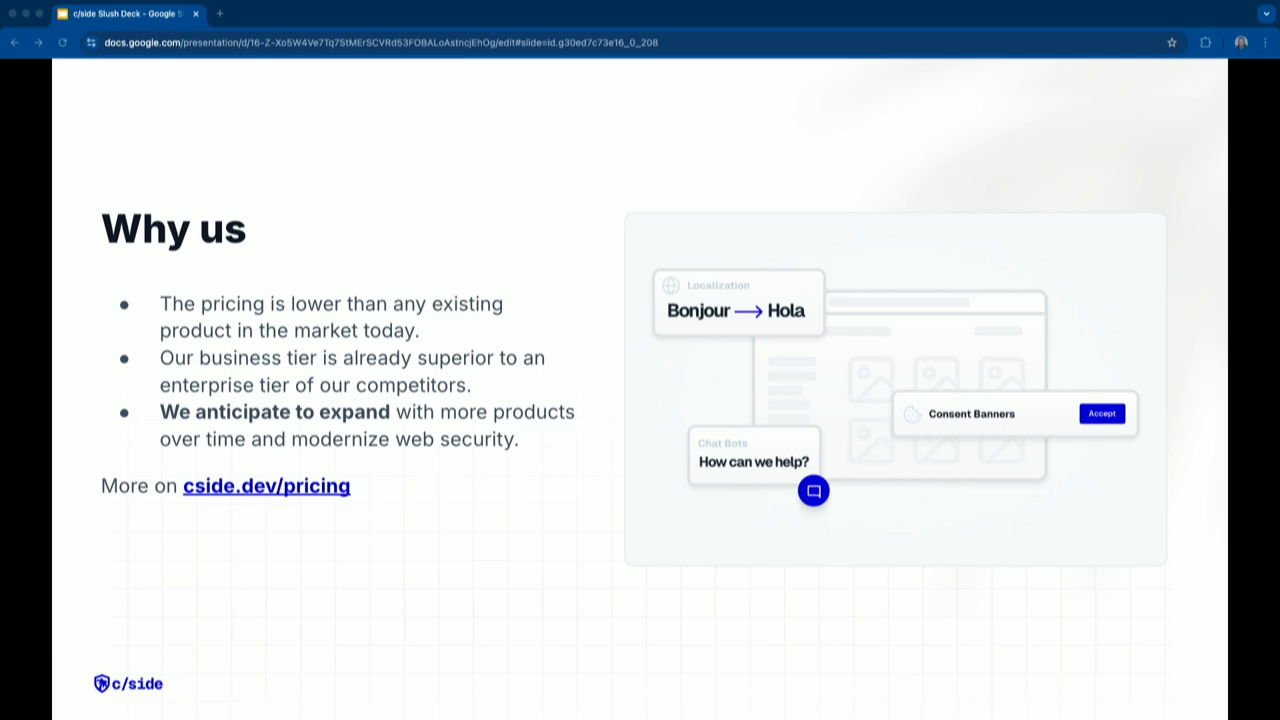 c/side Slush Deck - Google S
docs.google.com/presentation/d/16-Z-Xo5W4Ve7Tq7StMErSCVRd53FOBALoAstncjEhOg/edit#slide=id.g30ed7c73e16_0_208
Why us
● The pricing is lower than any existing
product in the market today.
● Our business tier is already superior to an
enterprise tier of our competitors.
● We anticipate to expand with more products
over time and modernize web security.
More on cside.dev/pricing
Localization
Bonjour → Hola
Consent Banners
Accept
Chat Bots
How can we help?
c/side